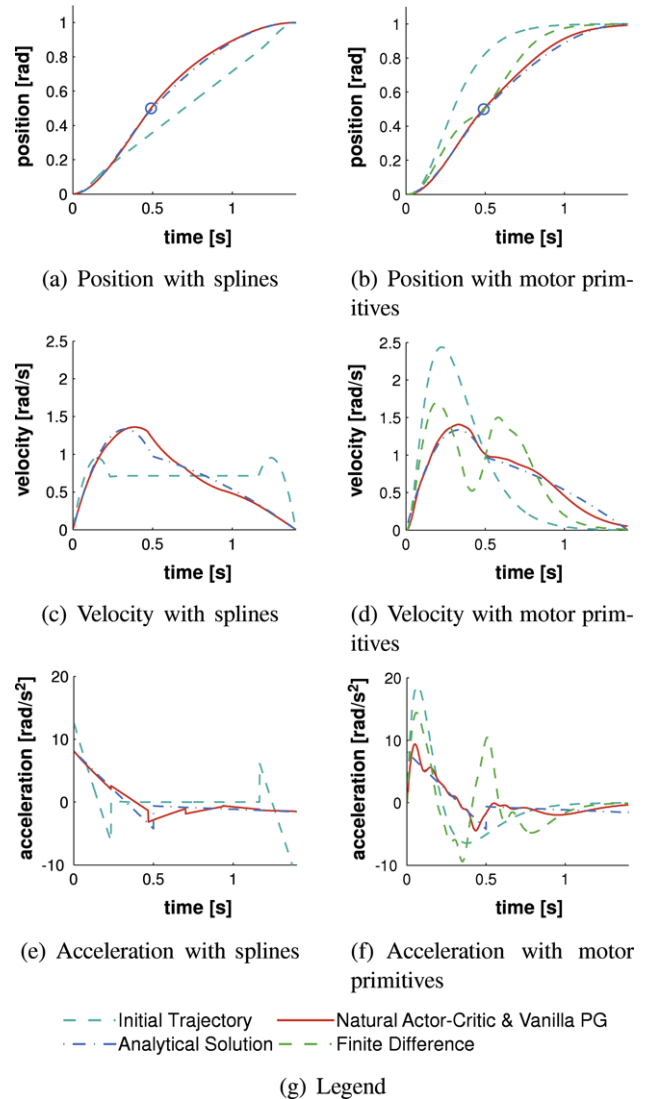 1
0.8
0.6
0.4
0.2
0
position [rad]
0 0.5 1
time [s]
(a) Position with splines
1
0.8
0.6
0.4
0.2
0
position [rad]
0 0.5 1
time [s]
(b) Position with motor prim-
itives
2.5
2
1.5
1
0.5
0
velocity [rad/s]
0 0.5 1
time [s]
(c) Velocity with splines
2.5
2
1.5
1
0.5
0
velocity [rad/s]
0 0.5 1
time [s]
(d) Velocity with motor prim-
itives
20
10
0
-10
acceleration [rad/s²]
0 0.5 1
time [s]
(e) Acceleration with splines
20
10
0
-10
acceleration [rad/s²]
0 0.5 1
time [s]
(f) Acceleration with motor
primitives
Initial Trajectory
Natural Actor-Critic & Vanilla PG
Analytical Solution
Finite Difference
(g) Legend